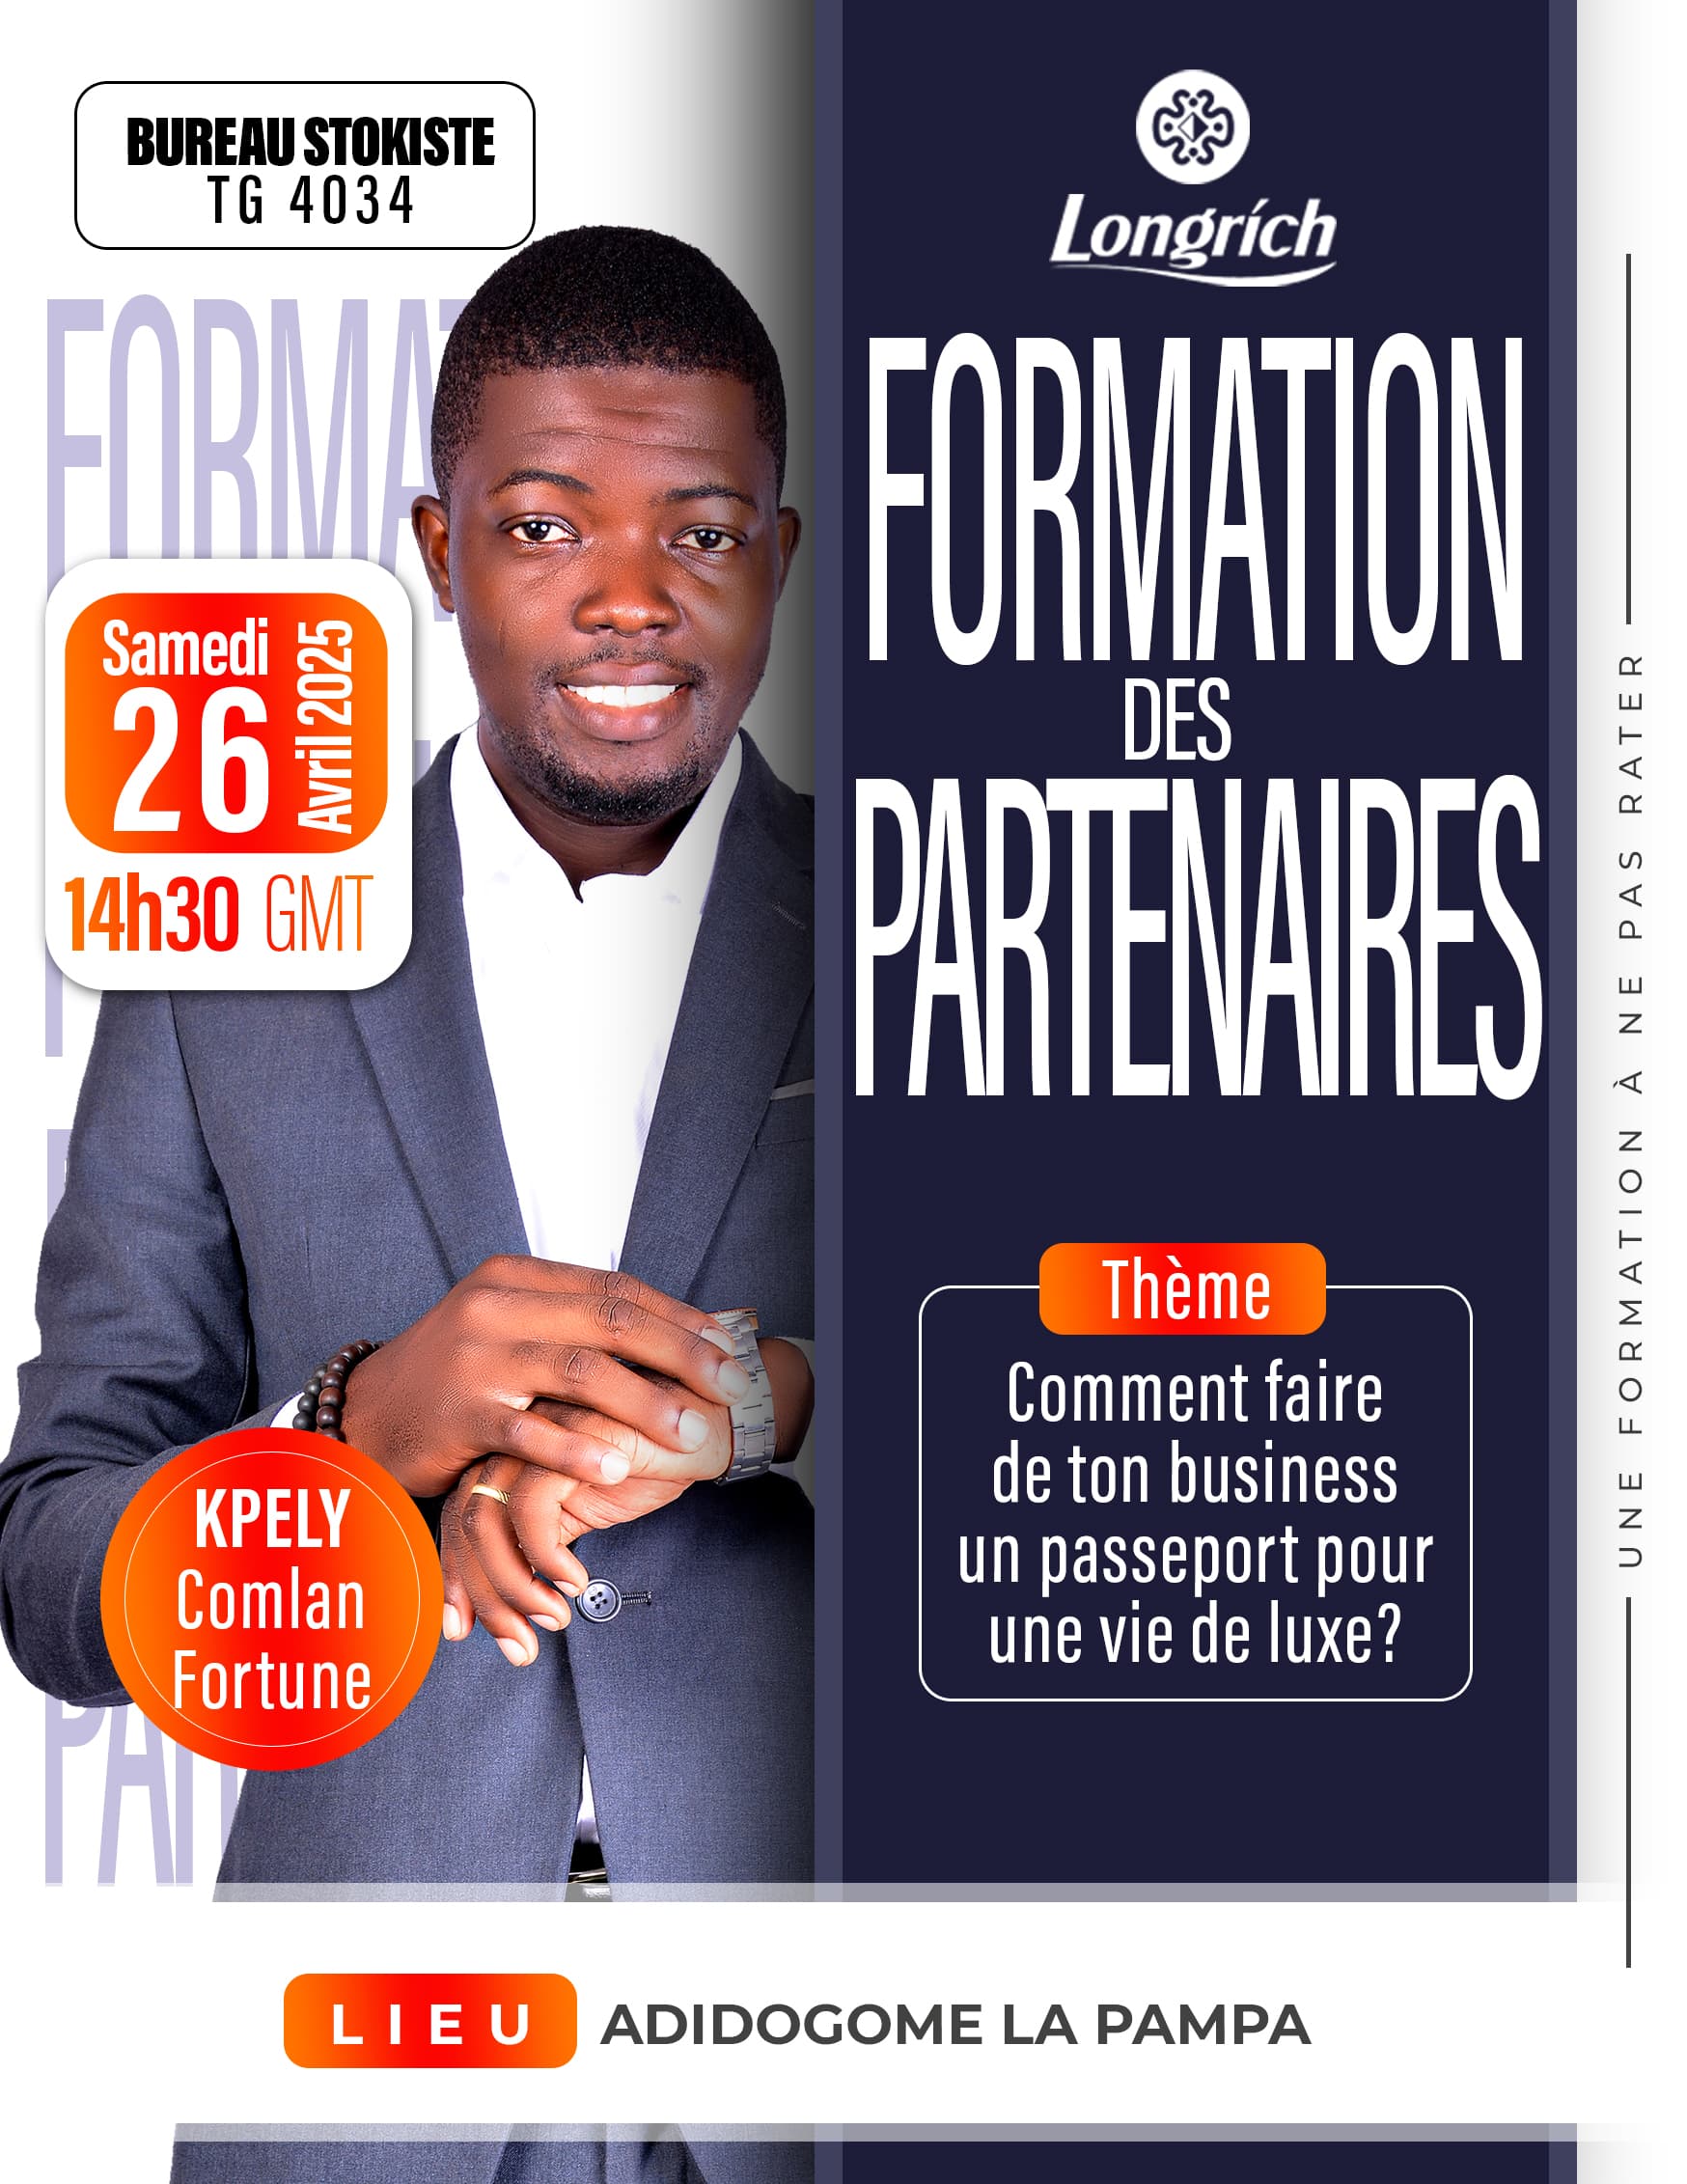 BUREAU STOKISTE
TG 4034
Longrích
FORMATION
DES
PARTENAIRES
FORMAT
Samedi
26
Avril 2025
14h30 GMT
Thème
Comment faire
de ton business
un passeport pour
une vie de luxe?
KPELY
Comlan
Fortune
UNE FORMATION À NE PAS RATER
LIEU ADIDOGOME LA PAMPA